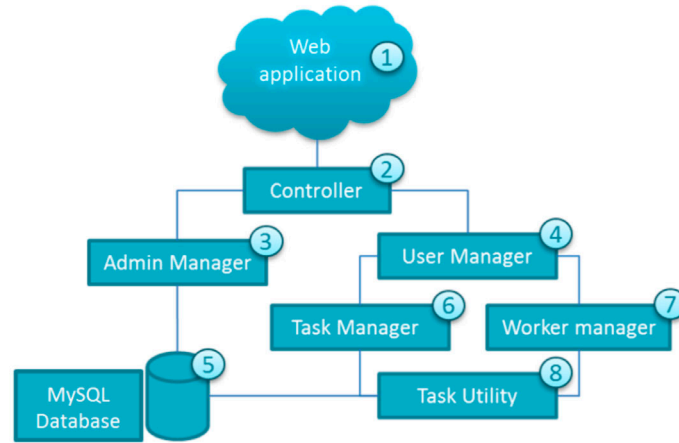 Web
application
1
2
Controller
3
Admin Manager
4
User Manager
6
Task Manager
7
Worker manager
5
MySQL
Database
8
Task Utility